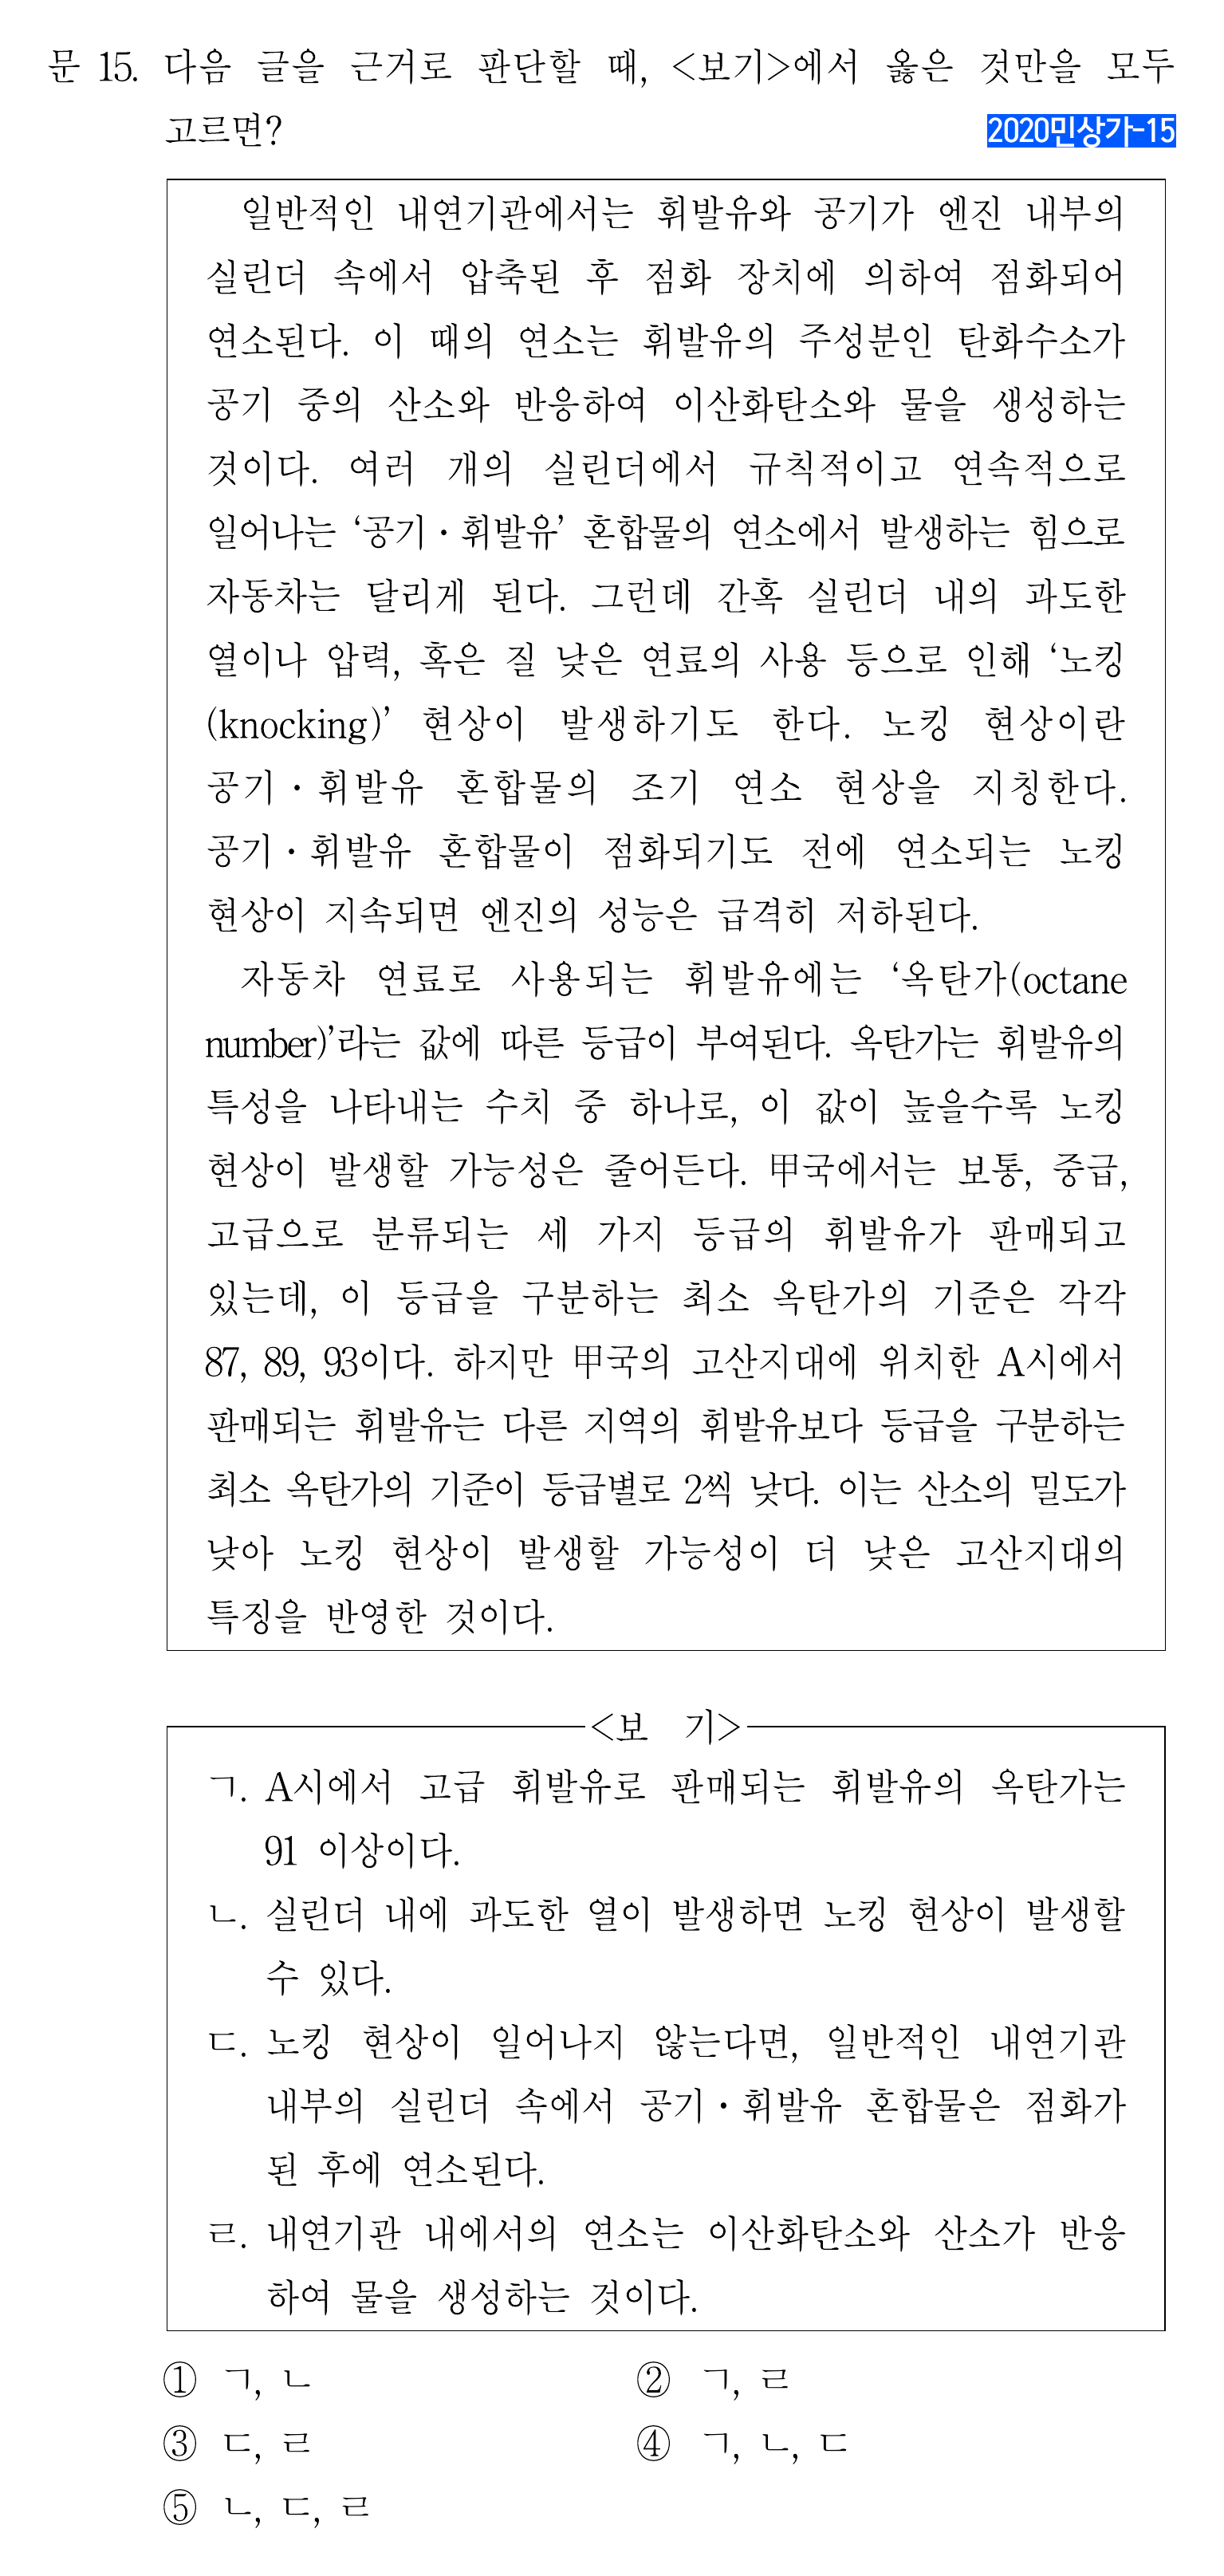 문 15. 다음 글을 근거로 판단할 때, <보기>에서 옳은 것만을 모두
고르면?
2020민상가-15
일반적인 내연기관에서는 휘발유와 공기가 엔진 내부의
실린더 속에서 압축된 후 점화 장치에 의하여 점화되어
연소된다. 이 때의 연소는 휘발유의 주성분인 탄화수소가
공기 중의 산소와 반응하여 이산화탄소와 물을 생성하는
것이다. 여러 개의 실린더에서 규칙적이고 연속적으로
일어나는 ‘공기·휘발유’ 혼합물의 연소에서 발생하는 힘으로
자동차는 달리게 된다. 그런데 간혹 실린더 내의 과도한
열이나 압력, 혹은 질 낮은 연료의 사용 등으로 인해 ‘노킹
(knocking)’ 현상이 발생하기도 한다. 노킹 현상이란
공기·휘발유 혼합물의 조기 연소 현상을 지칭한다.
공기·휘발유 혼합물이 점화되기도 전에 연소되는 노킹
현상이 지속되면 엔진의 성능은 급격히 저하된다.
자동차 연료로 사용되는 휘발유에는 ‘옥탄가(octane
number)’라는 값에 따른 등급이 부여된다. 옥탄가는 휘발유의
특성을 나타내는 수치 중 하나로, 이 값이 높을수록 노킹
현상이 발생할 가능성은 줄어든다. 甲국에서는 보통, 중급,
고급으로 분류되는 세 가지 등급의 휘발유가 판매되고
있는데, 이 등급을 구분하는 최소 옥탄가의 기준은 각각
87, 89, 93이다. 하지만 甲국의 고산지대에 위치한 A시에서
판매되는 휘발유는 다른 지역의 휘발유보다 등급을 구분하는
최소 옥탄가의 기준이 등급별로 2씩 낮다. 이는 산소의 밀도가
낮아 노킹 현상이 발생할 가능성이 더 낮은 고산지대의
특징을 반영한 것이다.
<보 기>
ㄱ. A시에서 고급 휘발유로 판매되는 휘발유의 옥탄가는
91 이상이다.
ㄴ. 실린더 내에 과도한 열이 발생하면 노킹 현상이 발생할
수 있다.
ㄷ. 노킹 현상이 일어나지 않는다면, 일반적인 내연기관
내부의 실린더 속에서 공기·휘발유 혼합물은 점화가
된 후에 연소된다.
ㄹ. 내연기관 내에서의 연소는 이산화탄소와 산소가 반응
하여 물을 생성하는 것이다.
① ㄱ, ㄴ ② ㄱ, ㄹ
③ ㄷ, ㄹ ④ ㄱ, ㄴ, ㄷ
⑤ ㄴ, ㄷ, ㄹ